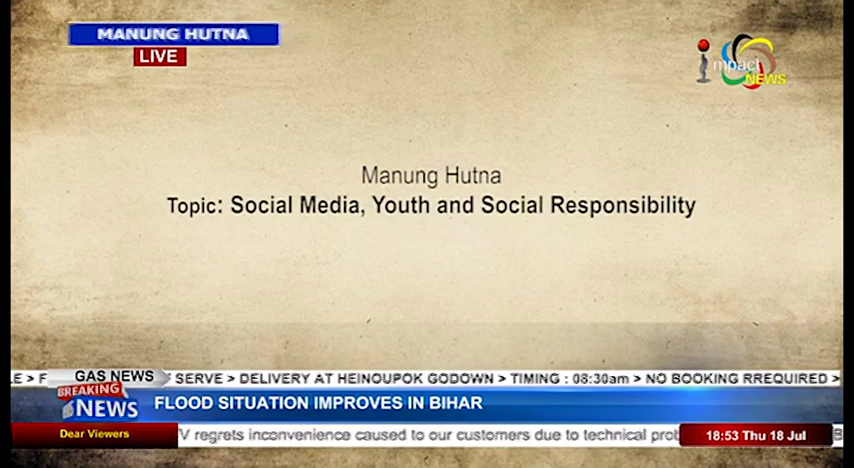 MANUNG HUTNA
LIVE
impact
NEWS
Manung Hutna
Topic: Social Media, Youth and Social Responsibility
GAS NEWS
E > F
SERVE > DELIVERY AT HEINOUPOK GODOWN > TIMING : 08:30am > NO BOOKING RREQUIRED >
BREAKING
NEWS
FLOOD SITUATION IMPROVES IN BIHAR
Dear Viewers
V regrets inconvenience caused to our customers due to technical prob
18:53 Thu 18 Jul